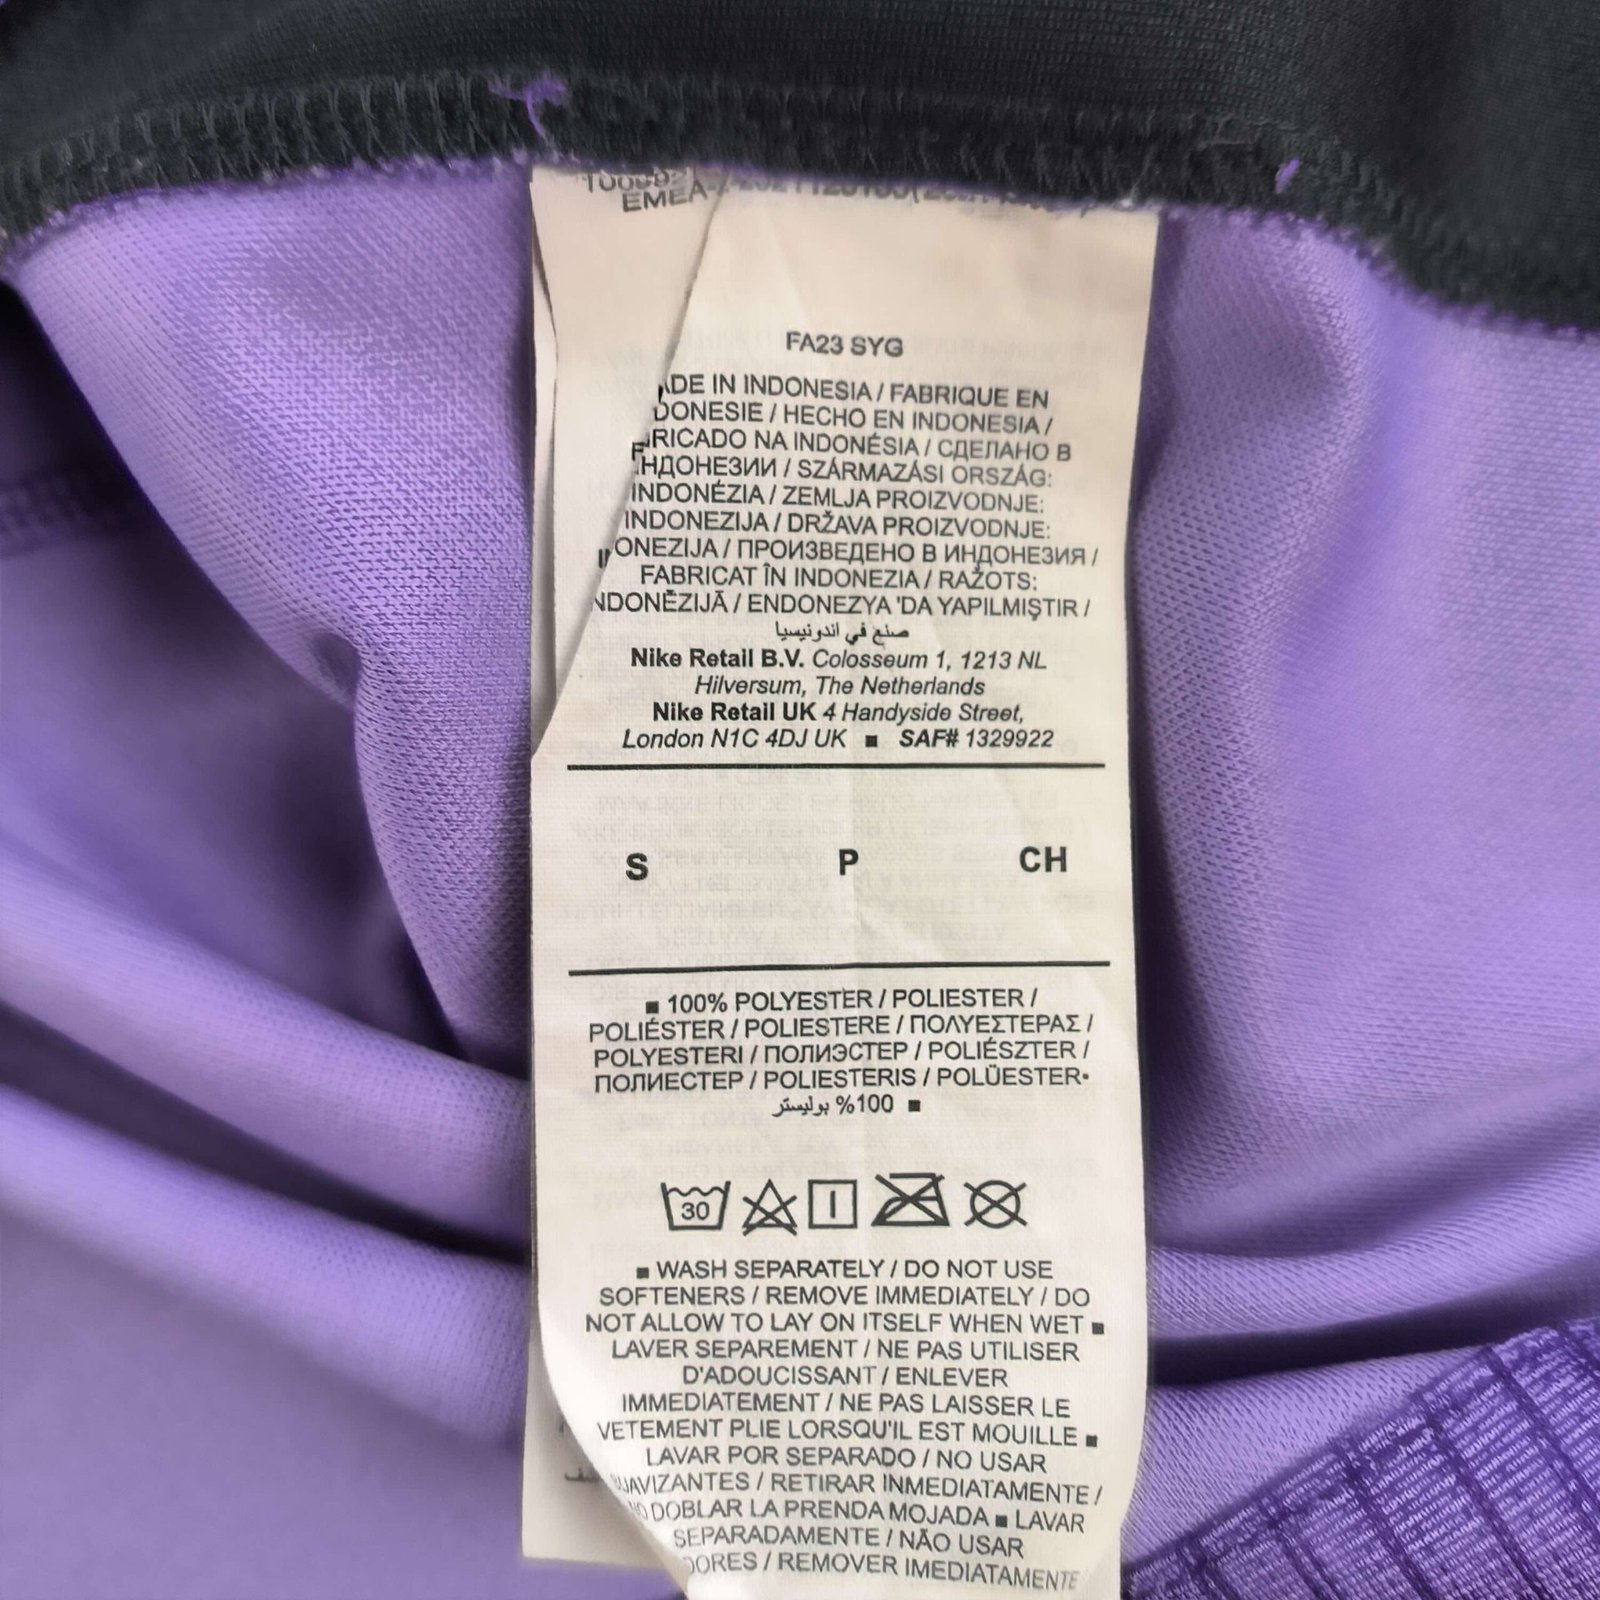 EMEA
FA23 SYG
ADE IN INDONESIA / FABRIQUE EN
DONESIE / HECHO EN INDONESIA /
RICADO NA INDONÉSIA / СДЕЛАНО В
НДОНЕЗИИ / SZÁRMAZÁSI ORSZÁG:
INDONÉZIA / ZEMLJA PROIZVODNJE:
INDONEZIJA / DRŽAVA PROIZVODNJE:
ONEZIJA / ПРОИЗВЕДЕНО В ИНДОНЕЗИЯ /
FABRICAT ÎN INDONEZIA / RAŽOTS:
NDONĒZIJĀ / ENDONEZYA 'DA YAPILMIŞTIR /
صنع في اندونيسيا
Nike Retail B.V. Colosseum 1, 1213 NL
Hilversum, The Netherlands
Nike Retail UK 4 Handyside Street,
London N1C 4DJ UK ■ SAF# 1329922
S P CH
■ 100% POLYESTER / POLIESTER /
POLIÉSTER / POLIESTERE / ΠΟΛΥΕΣΤΕΡΑΣ /
POLYESTERI / ПОЛИЭСТЕР / POLIÉSZTER /
ПОЛИЕСТЕР / POLIESTERIS / POLÜESTER•
100% بوليستر ■
30
■ WASH SEPARATELY / DO NOT USE
SOFTENERS / REMOVE IMMEDIATELY / DO
NOT ALLOW TO LAY ON ITSELF WHEN WET ■
LAVER SEPAREMENT / NE PAS UTILISER
D'ADOUCISSANT / ENLEVER
IMMEDIATEMENT / NE PAS LAISSER LE
VETEMENT PLIE LORSQU'IL EST MOUILLE ■
LAVAR POR SEPARADO / NO USAR
SUAVIZANTES / RETIRAR INMEDIATAMENTE /
NO DOBLAR LA PRENDA MOJADA ■ LAVAR
SEPARADAMENTE / NÃO USAR
DORES / REMOVER IMEDIATAMENTE